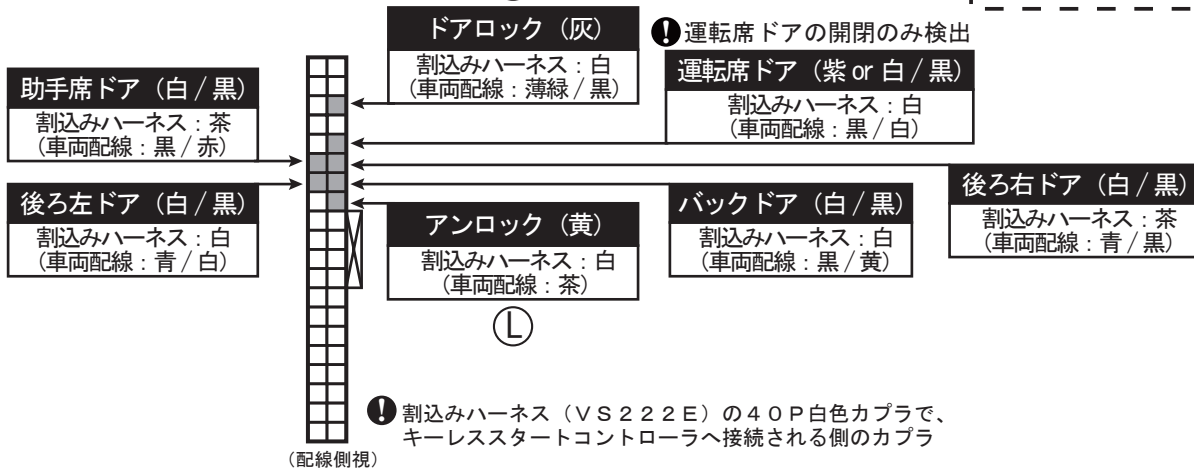 ドアロック（灰）
割込みハーネス：白
（車両配線：薄緑／黒）
!運転席ドアの開閉のみ検出
運転席ドア（紫 or 白／黒）
割込みハーネス：白
（車両配線：黒／白）
助手席ドア（白／黒）
割込みハーネス：茶
（車両配線：黒／赤）
後ろ左ドア（白／黒）
割込みハーネス：白
（車両配線：青／白）
アンロック（黄）
割込みハーネス：白
（車両配線：茶）
Ⓛ
バックドア（白／黒）
割込みハーネス：白
（車両配線：黒／黄）
後ろ右ドア（白／黒）
割込みハーネス：茶
（車両配線：青／黒）
!割込みハーネス（ＶＳ２２２Ｅ）の４０Ｐ白色カプラで、
キーレススタートコントローラへ接続される側のカプラ
（配線側視）